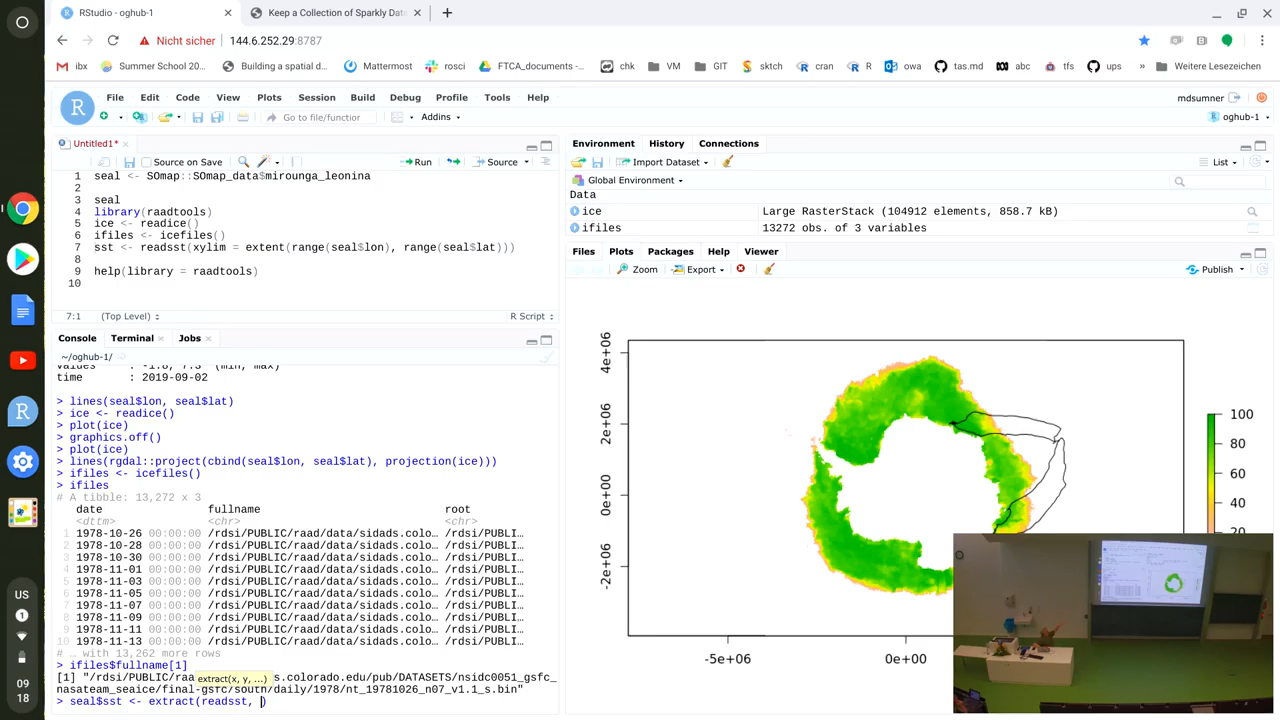 RStudio - oghub-1
Keep a Collection of Sparkly Dat
Nicht sicher | 144.6.252.29:8787
ibx
Summer School 20...
Building a spatial d...
Mattermost
rosci
FTCA_documents -...
chk
VM
GIT
sktch
cran
R
owa
tas.md
abc
tfs
ups
»
Weitere Lesezeichen
File Edit Code View Plots Session Build Debug Profile Tools Help
mdsumner
Go to file/function
Addins
oghub-1
Untitled1*
Source on Save
Run
Source
1 seal <- SOmap::SOmap_data$mirounga_leonina
2
3 seal
4 library(raadtools)
5 ice <- readice()
6 ifiles <- icefiles()
7 sst <- readsst(xylim = extent(range(seal$lon), range(seal$lat)))
8
9 help(library = raadtools)
10
7:1 (Top Level)
R Script
Console Terminal Jobs
~/oghub-1/
values : -1.8, 7.3 (min, max)
time : 2019-09-02
> lines(seal$lon, seal$lat)
> ice <- readice()
> plot(ice)
> graphics.off()
> plot(ice)
> lines(rgdal::project(cbind(seal$lon, seal$lat), projection(ice)))
> ifiles <- icefiles()
> ifiles
# A tibble: 13,272 x 3
date fullname root
<dttm> <chr> <chr>
1 1978-10-26 00:00:00 /rdsi/PUBLIC/raad/data/sidads.colo… /rdsi/PUBLI…
2 1978-10-28 00:00:00 /rdsi/PUBLIC/raad/data/sidads.colo… /rdsi/PUBLI…
3 1978-10-30 00:00:00 /rdsi/PUBLIC/raad/data/sidads.colo… /rdsi/PUBLI…
4 1978-11-01 00:00:00 /rdsi/PUBLIC/raad/data/sidads.colo… /rdsi/PUBLI…
5 1978-11-03 00:00:00 /rdsi/PUBLIC/raad/data/sidads.colo… /rdsi/PUBLI…
6 1978-11-05 00:00:00 /rdsi/PUBLIC/raad/data/sidads.colo… /rdsi/PUBLI…
7 1978-11-07 00:00:00 /rdsi/PUBLIC/raad/data/sidads.colo… /rdsi/PUBLI…
8 1978-11-09 00:00:00 /rdsi/PUBLIC/raad/data/sidads.colo… /rdsi/PUBLI…
9 1978-11-11 00:00:00 /rdsi/PUBLIC/raad/data/sidads.colo… /rdsi/PUBLI…
10 1978-11-13 00:00:00 /rdsi/PUBLIC/raad/data/sidads.colo… /rdsi/PUBLI…
# … with 13,262 more rows
> ifiles$fullname[1]
extract(x, y, ...)
[1] "/rdsi/PUBLIC/raa s.colorado.edu/pub/DATASETS/nsidc0051_gsfc_
nasateam_seaice/final-gsfc/south/daily/1978/nt_19781026_n07_v1.1_s.bin"
> seal$sst <- extract(readsst, )
Environment History Connections
Import Dataset
List
Global Environment
Data
ice Large RasterStack (104912 elements, 858.7 kB)
ifiles 13272 obs. of 3 variables
Files Plots Packages Help Viewer
Zoom
Export
Publish
4e+06
2e+06
0e+00
-2e+06
-5e+06
0e+00
100
80
60
40
20
US
1
09
18